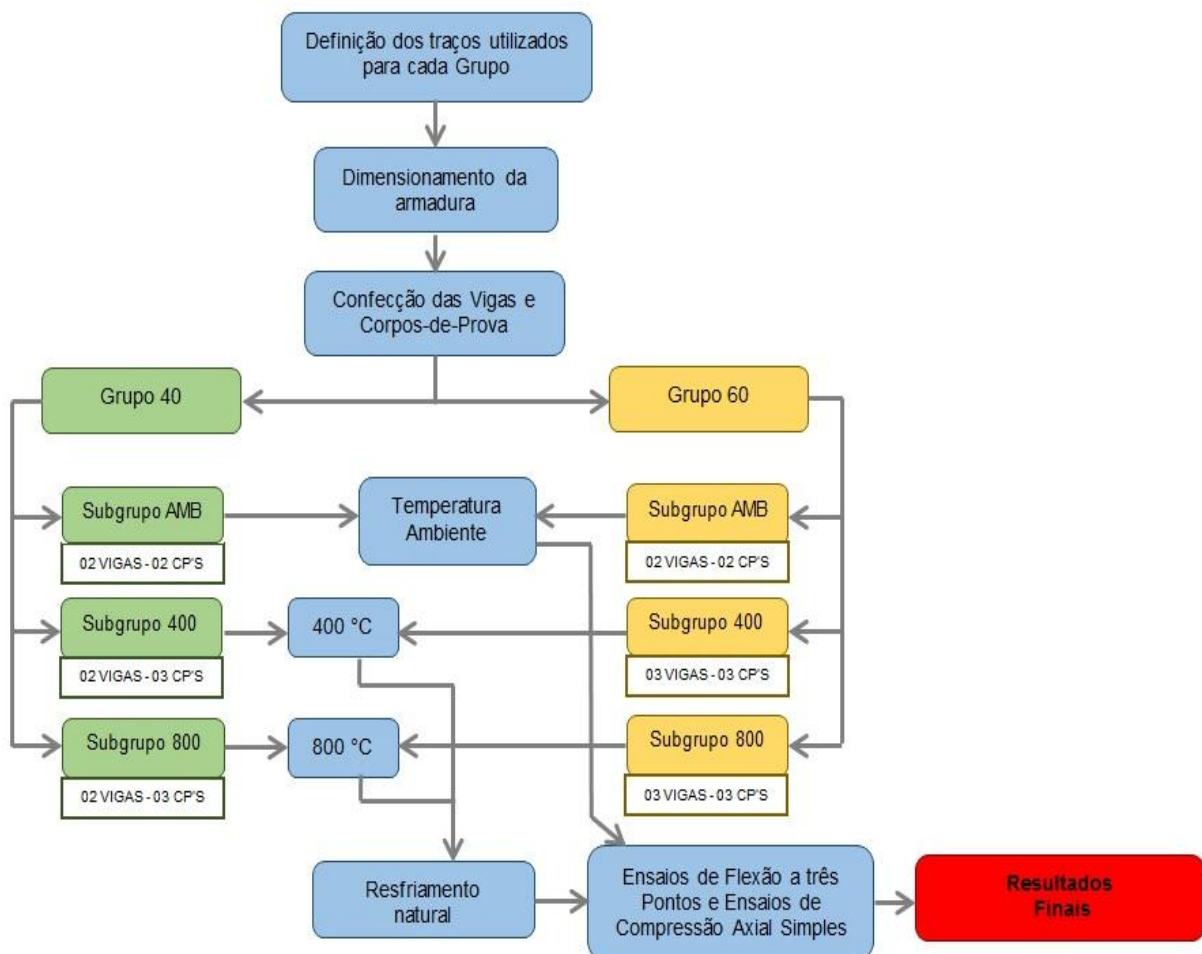 Definição dos traços utilizados
para cada Grupo
Dimensionamento da
armadura
Confecção das Vigas e
Corpos-de-Prova
Grupo 40
Grupo 60
Subgrupo AMB
02 VIGAS - 02 CP'S
Temperatura
Ambiente
Subgrupo AMB
02 VIGAS - 02 CP'S
Subgrupo 400
02 VIGAS - 03 CP'S
400 °C
Subgrupo 400
03 VIGAS - 03 CP'S
Subgrupo 800
02 VIGAS - 03 CP'S
800 °C
Subgrupo 800
03 VIGAS - 03 CP'S
Resfriamento
natural
Ensaios de Flexão a três
Pontos e Ensaios de
Compressão Axial Simples
Resultados
Finais